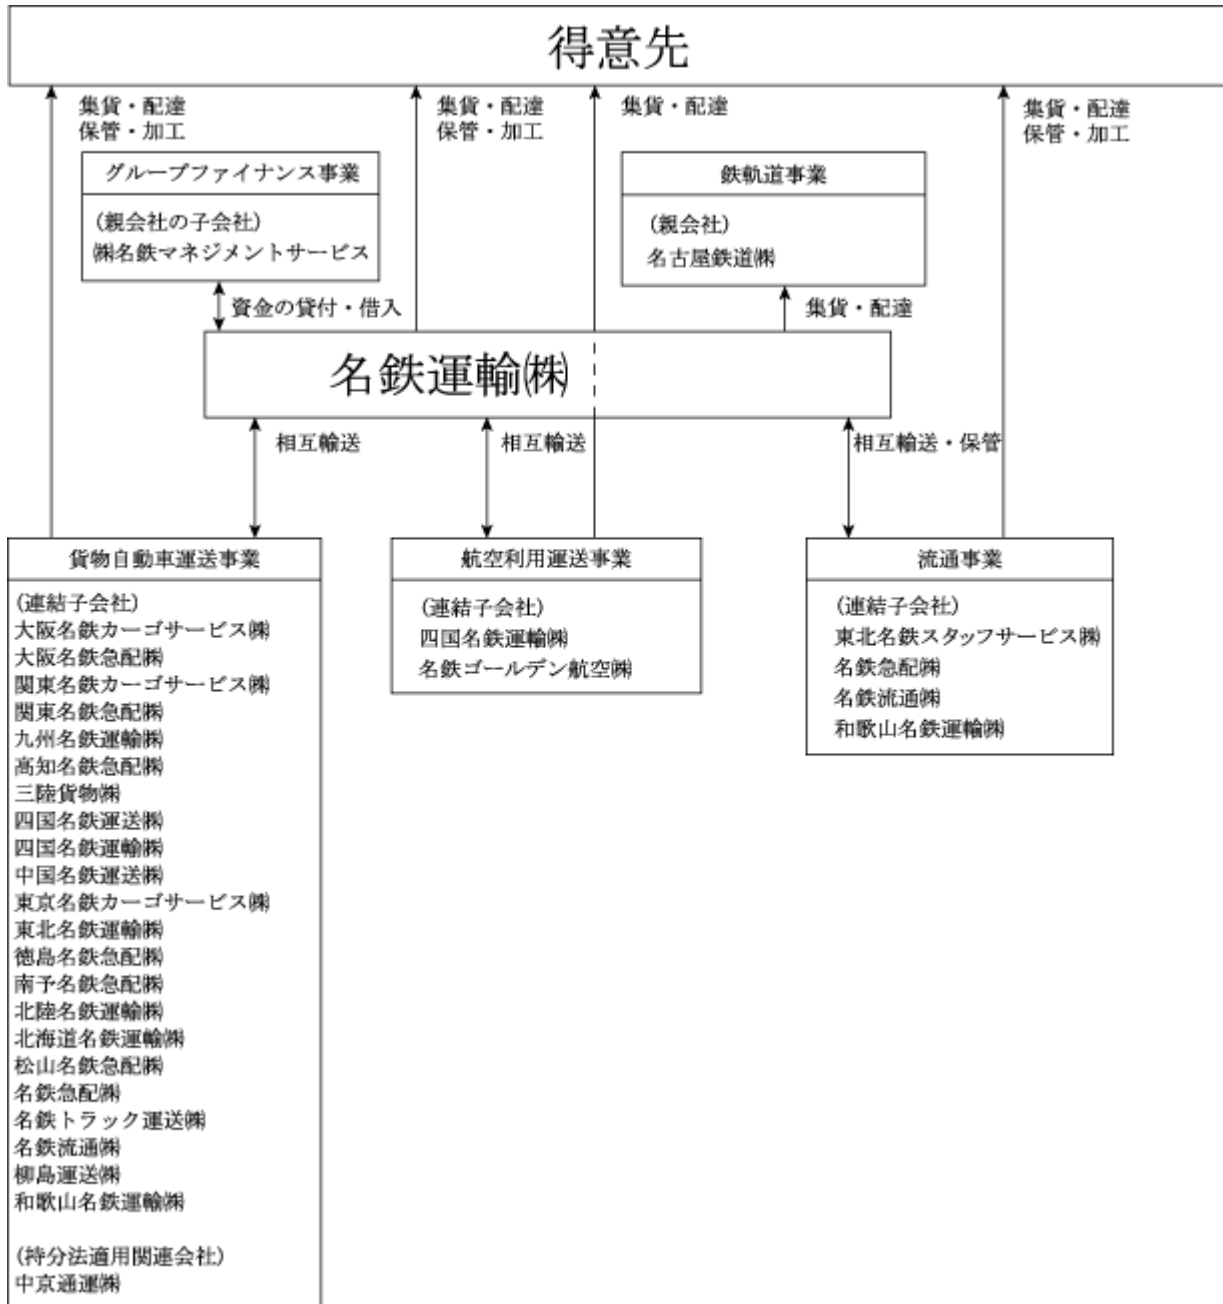 得意先
集貨・配達
保管・加工
集貨・配達
保管・加工
集貨・配達
集貨・配達
保管・加工
グループファイナンス事業
(親会社の子会社)
㈱名鉄マネジメントサービス
鉄軌道事業
(親会社)
名古屋鉄道㈱
資金の貸付・借入
集貨・配達
名鉄運輸㈱
相互輸送
相互輸送
相互輸送・保管
貨物自動車運送事業
(連結子会社)
大阪名鉄カーゴサービス㈱
大阪名鉄急配㈱
関東名鉄カーゴサービス㈱
関東名鉄急配㈱
九州名鉄運輸㈱
高知名鉄急配㈱
三陸貨物㈱
四国名鉄運送㈱
四国名鉄運輸㈱
中国名鉄運送㈱
東京名鉄カーゴサービス㈱
東北名鉄運輸㈱
徳島名鉄急配㈱
南予名鉄急配㈱
北陸名鉄運輸㈱
北海道名鉄運輸㈱
松山名鉄急配㈱
名鉄急配㈱
名鉄トラック運送㈱
名鉄流通㈱
柳島運送㈱
和歌山名鉄運輸㈱
(持分法適用関連会社)
中京通運㈱
航空利用運送事業
(連結子会社)
四国名鉄運輸㈱
名鉄ゴールデン航空㈱
流通事業
(連結子会社)
東北名鉄スタッフサービス㈱
名鉄急配㈱
名鉄流通㈱
和歌山名鉄運輸㈱